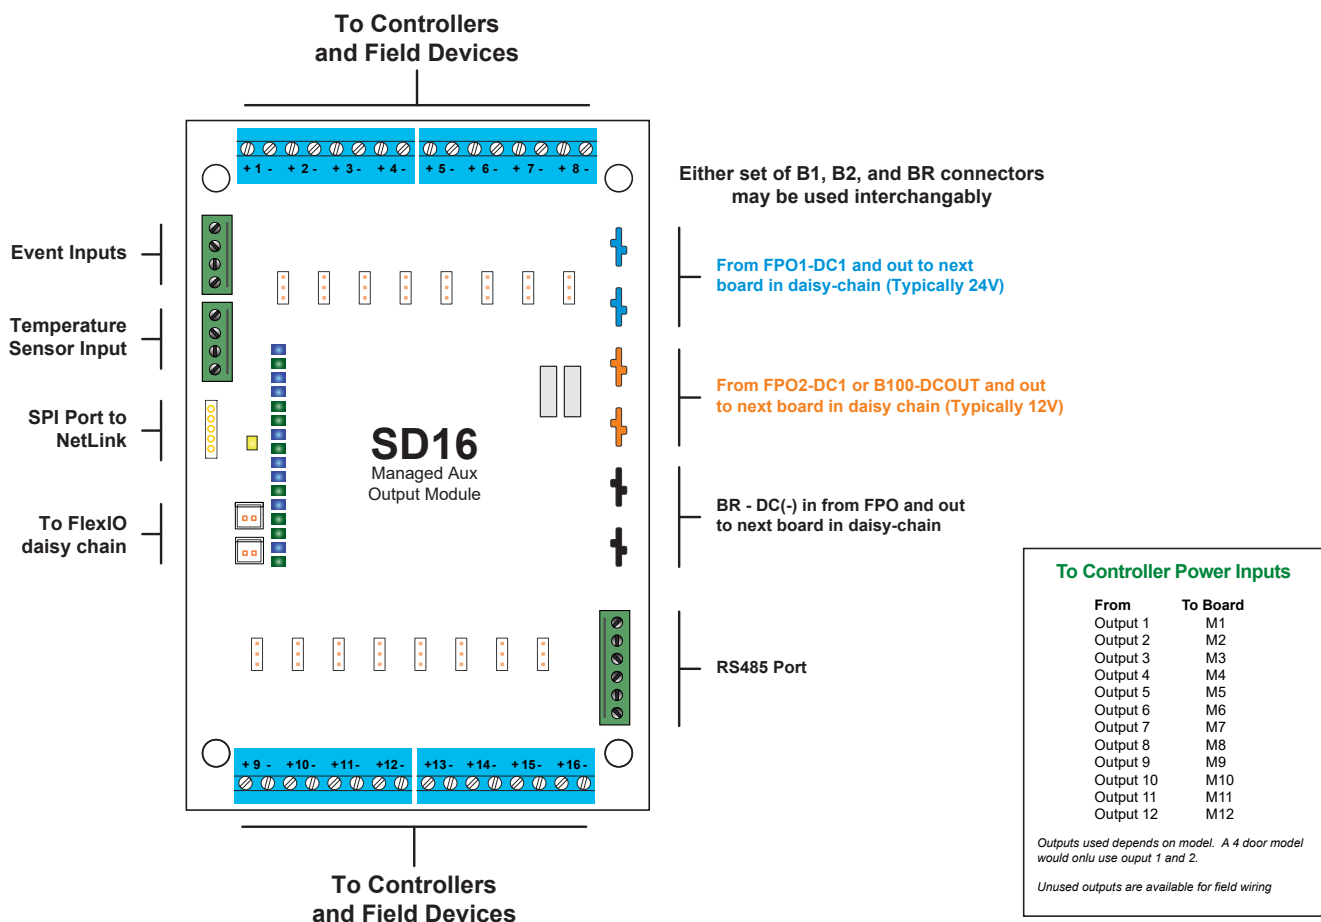 To Controllers
and Field Devices
+ 1 - + 2 - + 3 - + 4 - + 5 - + 6 - + 7 - + 8 -
Either set of B1, B2, and BR connectors
may be used interchangably
Event Inputs
From FPO1-DC1 and out to next
board in daisy-chain (Typically 24V)
Temperature
Sensor Input
From FPO2-DC1 or B100-DCOUT and out
to next board in daisy chain (Typically 12V)
SPI Port to
NetLink
SD16
Managed Aux
Output Module
To FlexIO
daisy chain
BR - DC(-) in from FPO and out
to next board in daisy-chain
RS485 Port
+ 9 - +10- +11- +12- +13- +14- +15- +16-
To Controllers
and Field Devices
To Controller Power Inputs
From To Board
Output 1 M1
Output 2 M2
Output 3 M3
Output 4 M4
Output 5 M5
Output 6 M6
Output 7 M7
Output 8 M8
Output 9 M9
Output 10 M10
Output 11 M11
Output 12 M12
Outputs used depends on model. A 4 door model
would onlu use ouput 1 and 2.
Unused outputs are available for field wiring